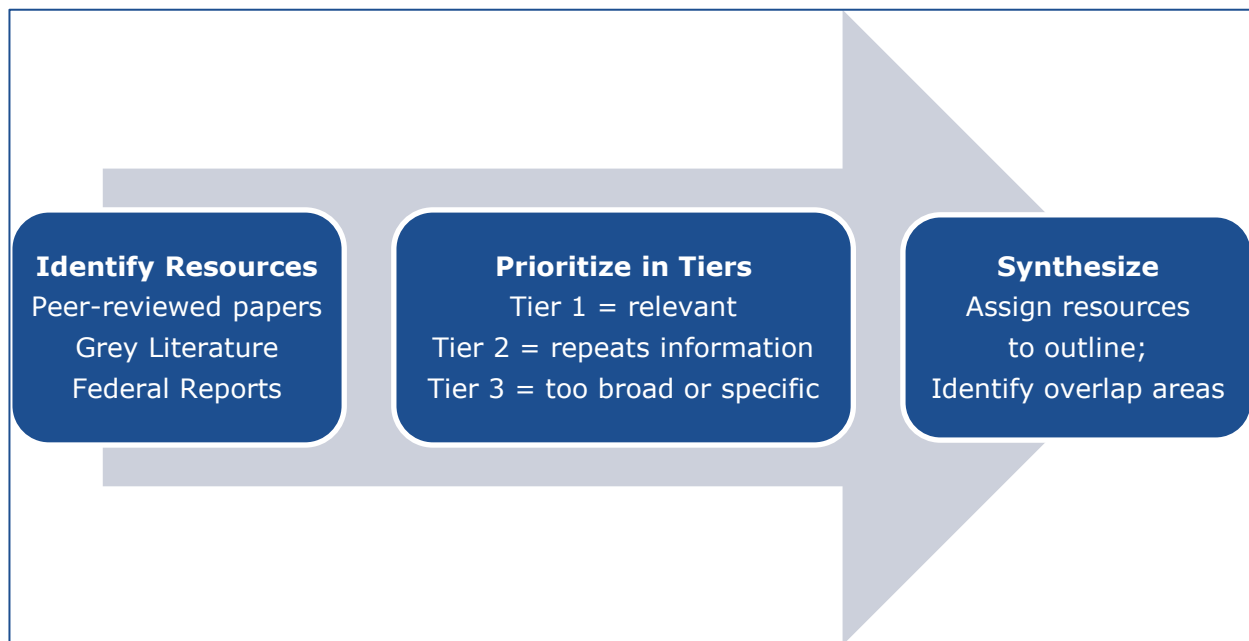 Identify Resources
Peer-reviewed papers
Grey Literature
Federal Reports
Prioritize in Tiers
Tier 1 = relevant
Tier 2 = repeats information
Tier 3 = too broad or specific
Synthesize
Assign resources
to outline;
Identify overlap areas